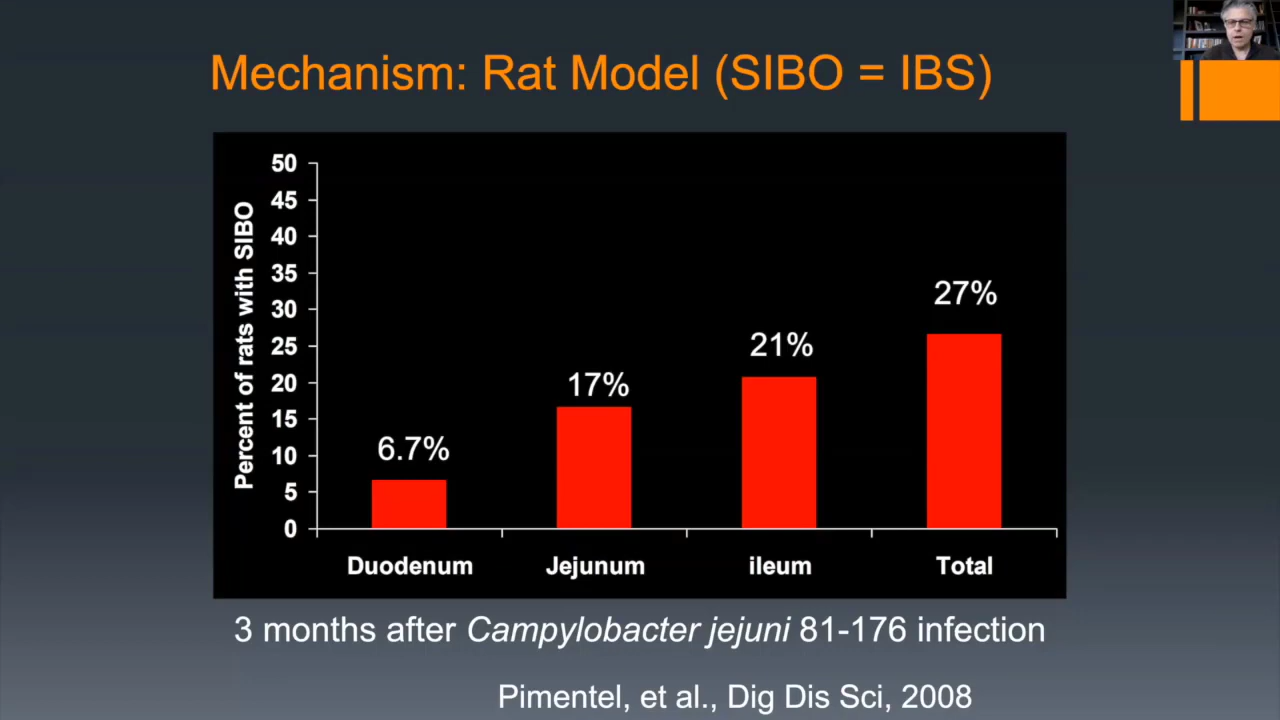 Mechanism: Rat Model (SIBO = IBS)
Percent of rats with SIBO
50
45
40
35
30
25
20
15
10
5
0
6.7%
17%
21%
27%
Duodenum
Jejunum
ileum
Total
3 months after Campylobacter jejuni 81-176 infection
Pimentel, et al., Dig Dis Sci, 2008